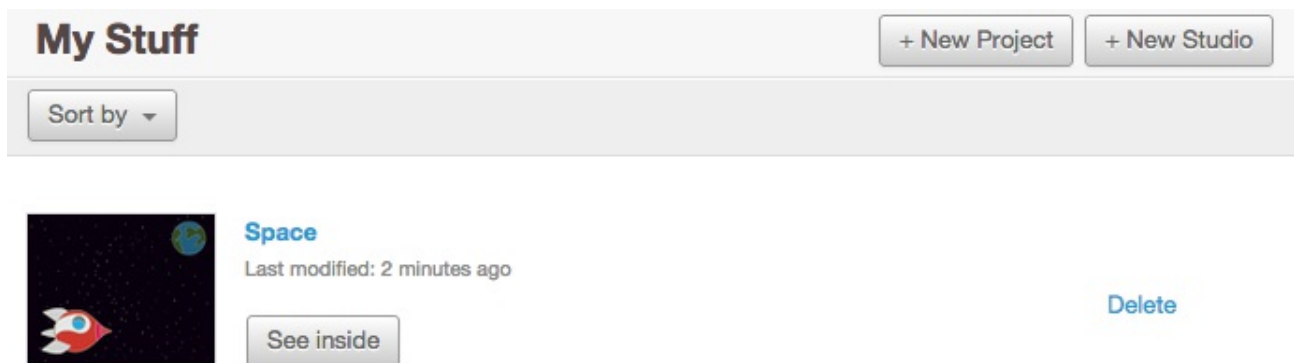 My Stuff
+ New Project
+ New Studio
Sort by
Space
Last modified: 2 minutes ago
Delete
See inside